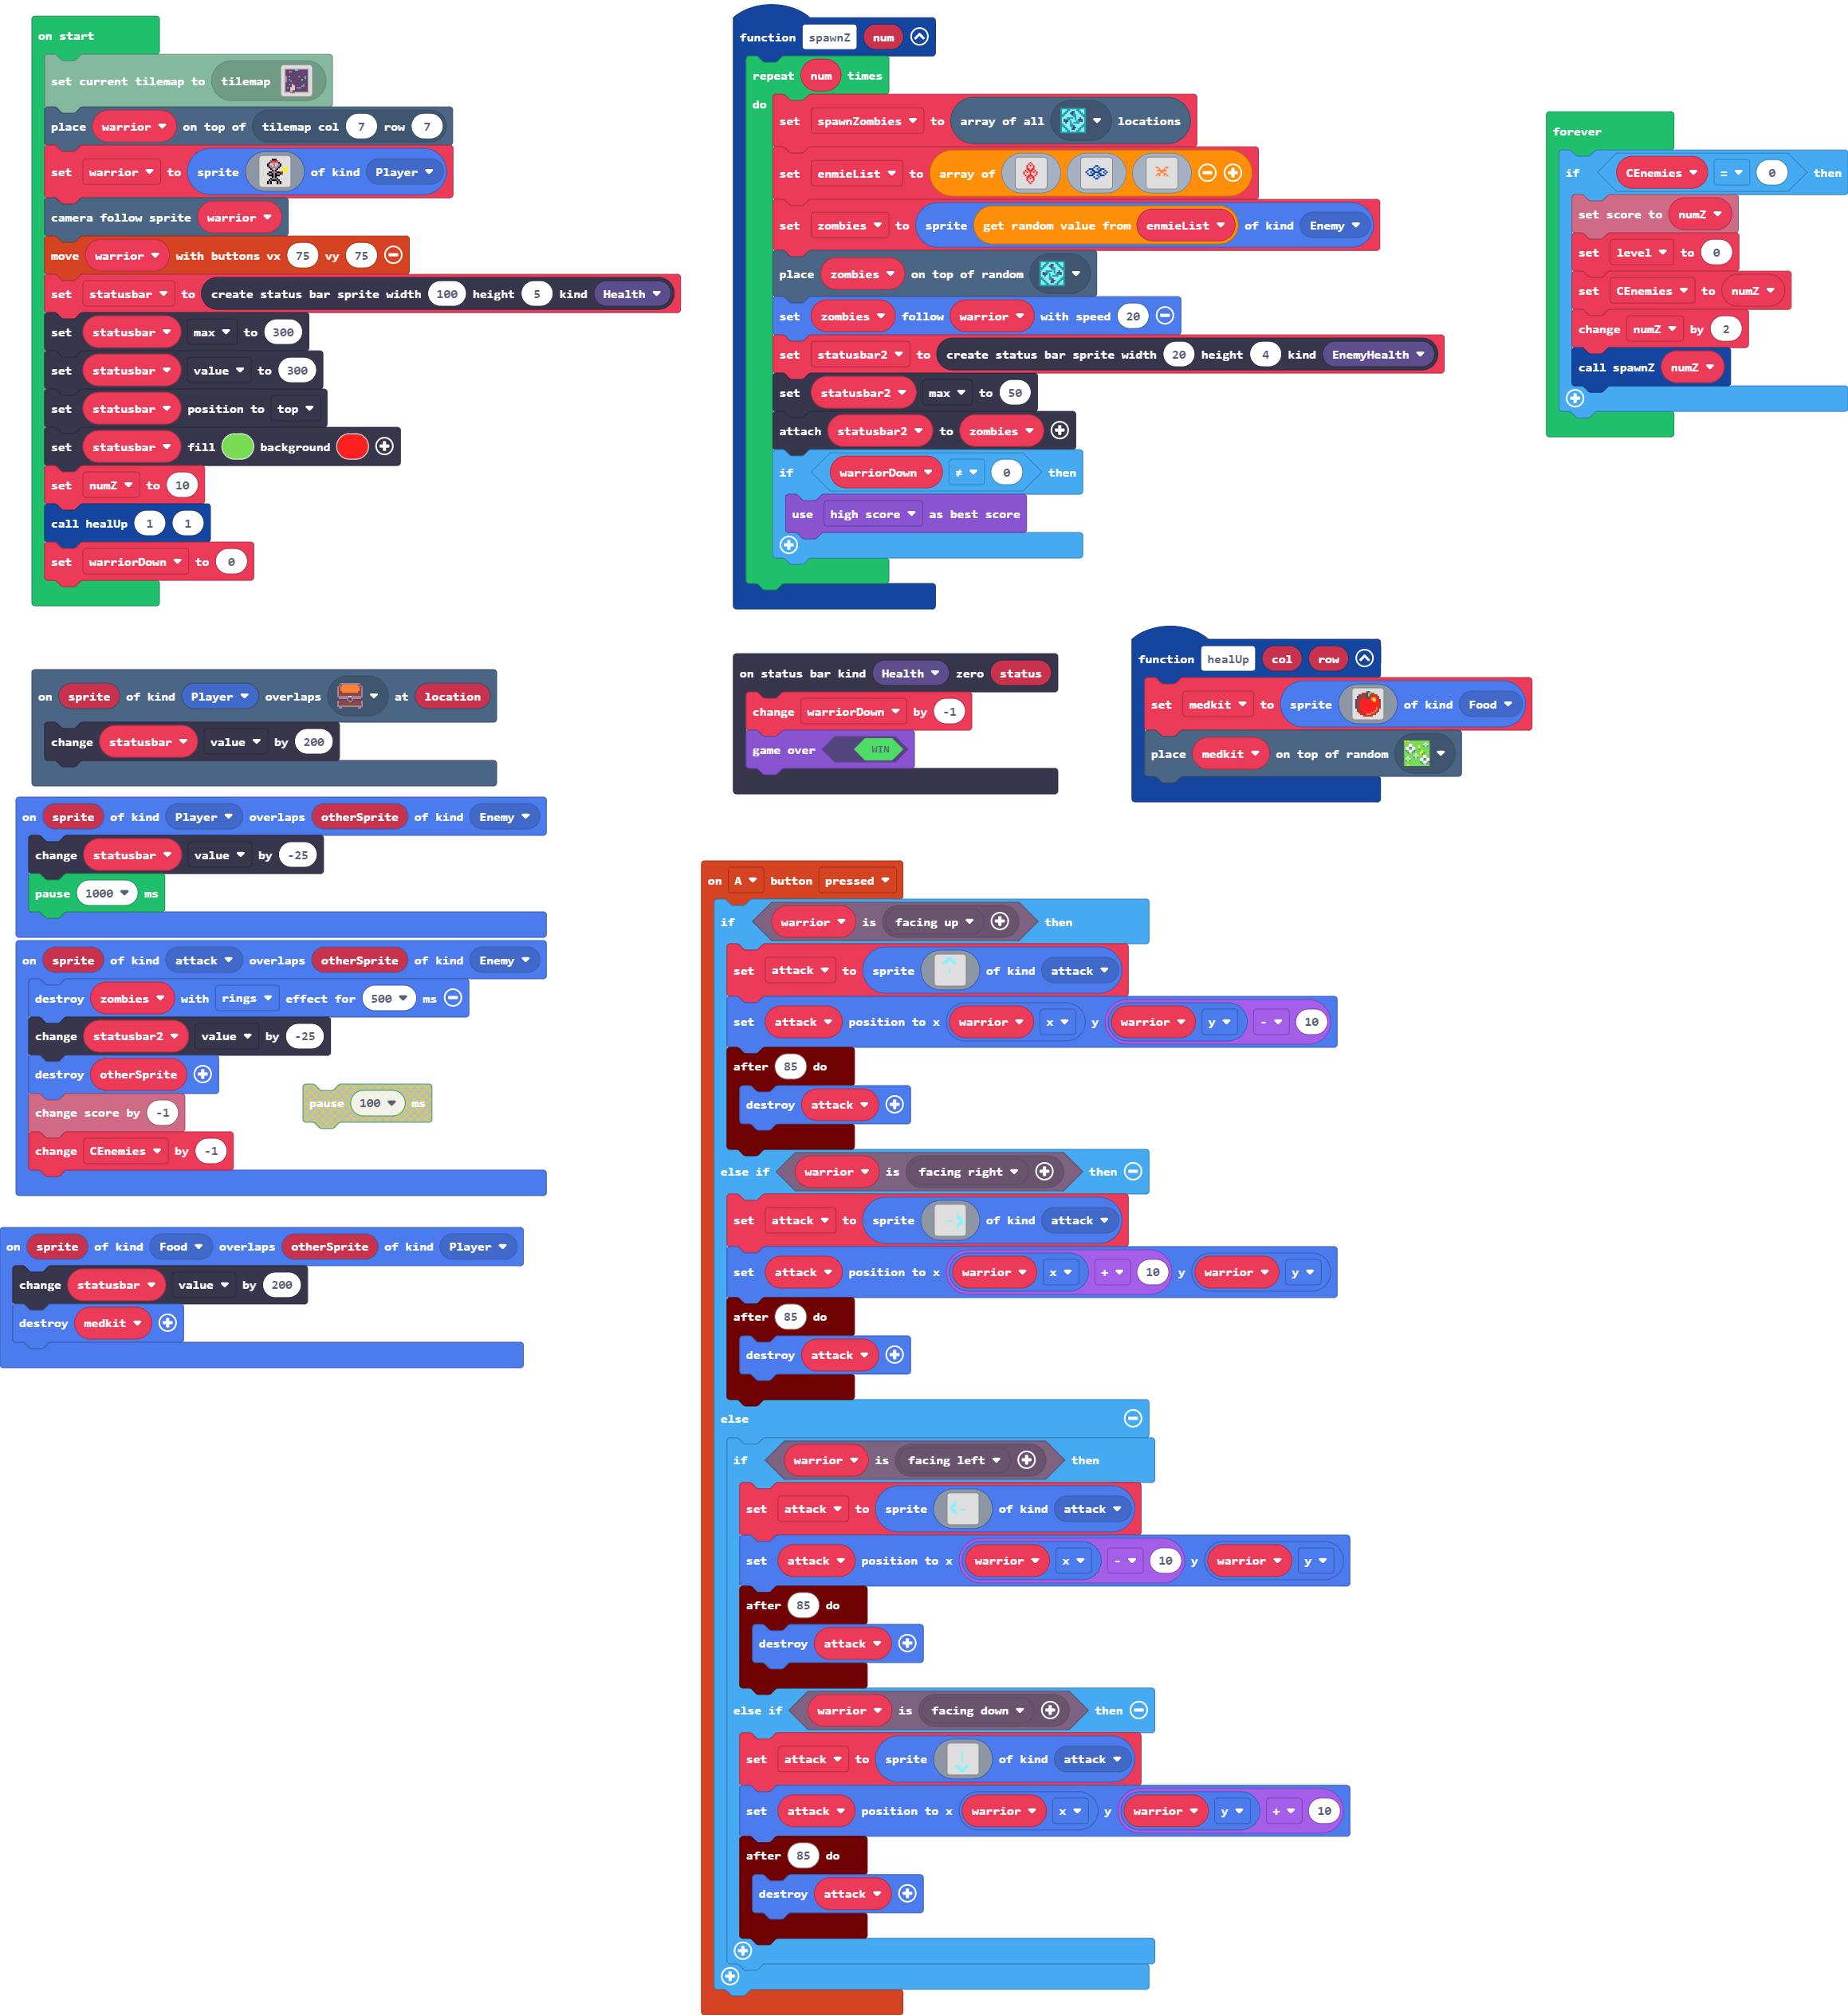 on start
set current tilemap to tilemap
place warrior on top of tilemap col 7 row 7
set warrior to sprite of kind Player
camera follow sprite warrior
move warrior with buttons vx 75 vy 75
set statusbar to create status bar sprite width 100 height 5 kind Health
set statusbar max to 300
set statusbar value to 300
set statusbar position to top
set statusbar fill background
set numZ to 10
call healUp 1 1
set warriorDown to 0
function spawnZ num
repeat num times
do
set spawnZombies to array of all locations
set enmieList to array of
set zombies to sprite get random value from enmieList of kind Enemy
place zombies on top of random
set zombies follow warrior with speed 20
set statusbar2 to create status bar sprite width 20 height 4 kind EnemyHealth
set statusbar2 max to 50
attach statusbar2 to zombies
if warriorDown ≠ 0 then
use high score as best score
forever
if CEnemies = 0 then
set score to numZ
set level to 0
set CEnemies to numZ
change numZ by 2
call spawnZ numZ
on sprite of kind Player overlaps at location
change statusbar value by 200
on status bar kind Health zero status
change warriorDown by -1
game over WIN
function healUp col row
set medkit to sprite of kind Food
place medkit on top of random
on sprite of kind Player overlaps otherSprite of kind Enemy
change statusbar value by -25
pause 1000 ms
on sprite of kind attack overlaps otherSprite of kind Enemy
destroy zombies with rings effect for 500 ms
change statusbar2 value by -25
destroy otherSprite
change score by -1
change CEnemies by -1
pause 100 ms
on sprite of kind Food overlaps otherSprite of kind Player
change statusbar value by 200
destroy medkit
on A button pressed
if warrior is facing up then
set attack to sprite of kind attack
set attack position to x warrior x y warrior y - 10
after 85 do
destroy attack
else if warrior is facing right then
set attack to sprite of kind attack
set attack position to x warrior x + 10 y warrior y
after 85 do
destroy attack
else
if warrior is facing left then
set attack to sprite of kind attack
set attack position to x warrior x - 10 y warrior y
after 85 do
destroy attack
else if warrior is facing down then
set attack to sprite of kind attack
set attack position to x warrior x y warrior y + 10
after 85 do
destroy attack